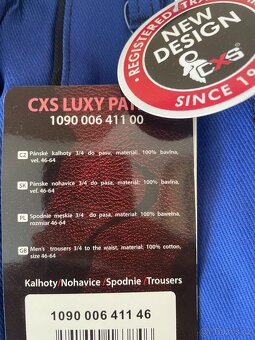 REGISTERED TRA
NEW
DESIGN
CXS
SINCE 19
CXS LUXY PA
1090 006 411 00
CZ Pánské kalhoty 3/4 do pasu, materiál: 100% bavlna,
vel. 46-64
SK Pánske nohavice 3/4 do pása, materiál: 100% bavlna,
veľ. 46-64
PL Spodnie męskie 3/4 do pasa, materiał: 100% bawełna,
rozmiar 46-64
GB Men's trousers 3/4 to the waist, material: 100% cotton,
size 46-64
Kalhoty/Nohavice/Spodnie/Trousers
1090 006 411 46